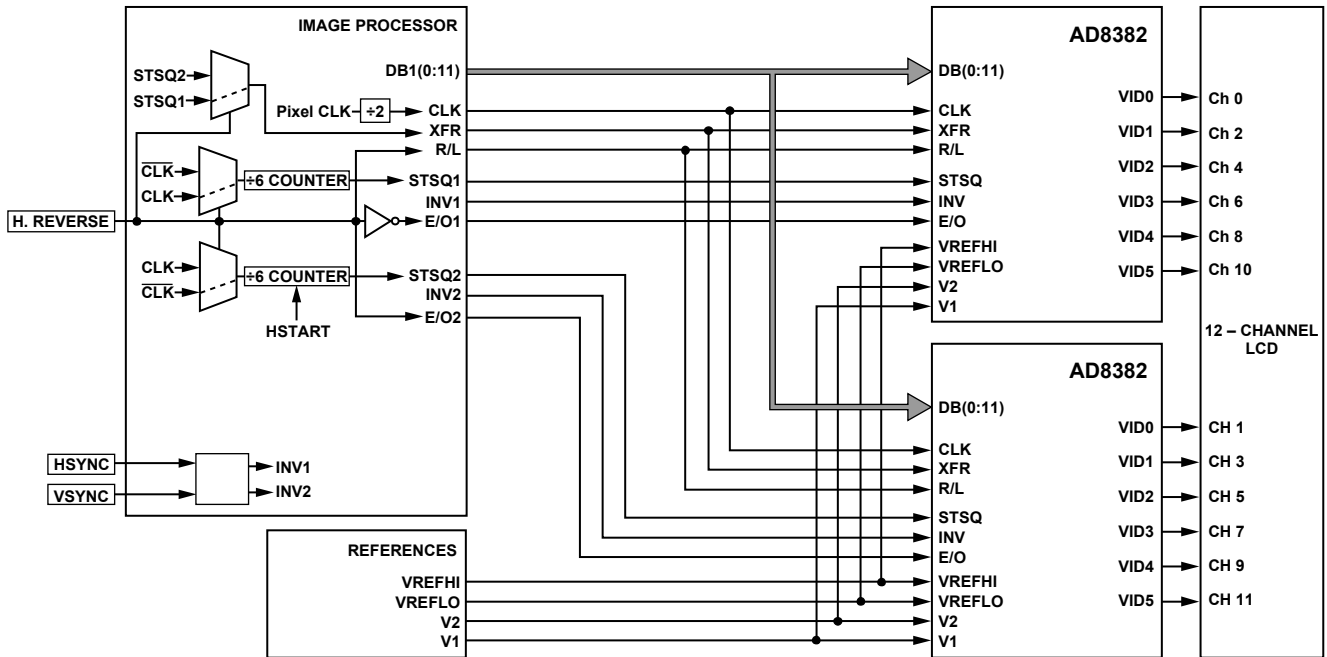 IMAGE PROCESSOR
STSQ2
STSQ1
DB1(0:11)
Pixel CLK
÷2
CLK
XFR
R/L
C̅L̅K̅
CLK
÷6 COUNTER
STSQ1
INV1
E/O1
H. REVERSE
CLK
C̅L̅K̅
÷6 COUNTER
HSTART
STSQ2
INV2
E/O2
HSYNC
VSYNC
INV1
INV2
REFERENCES
VREFHI
VREFLO
V2
V1
AD8382
DB(0:11)
CLK
XFR
R/L
STSQ
INV
E/O
VREFHI
VREFLO
V2
V1
VID0
VID1
VID2
VID3
VID4
VID5
AD8382
DB(0:11)
CLK
XFR
R/L
STSQ
INV
E/O
VREFHI
VREFLO
V2
V1
VID0
VID1
VID2
VID3
VID4
VID5
Ch 0
Ch 2
Ch 4
Ch 6
Ch 8
Ch 10
12 – CHANNEL
LCD
CH 1
CH 3
CH 5
CH 7
CH 9
CH 11